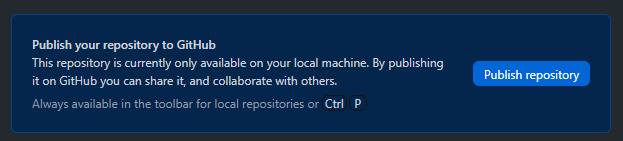 Publish your repository to GitHub
This repository is currently only available on your local machine. By publishing
it on GitHub you can share it, and collaborate with others.
Publish repository
Always available in the toolbar for local repositories or Ctrl P